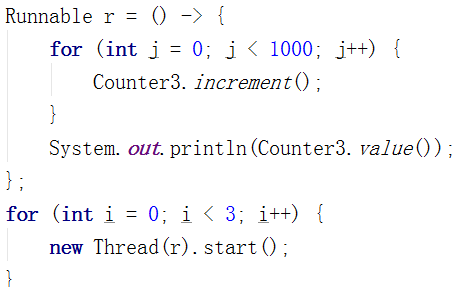 Runnable r = () -> {
    for (int j = 0; j < 1000; j++) {
        Counter3.increment();
    }
    System.out.println(Counter3.value());
};
for (int i = 0; i < 3; i++) {
    new Thread(r).start();
}